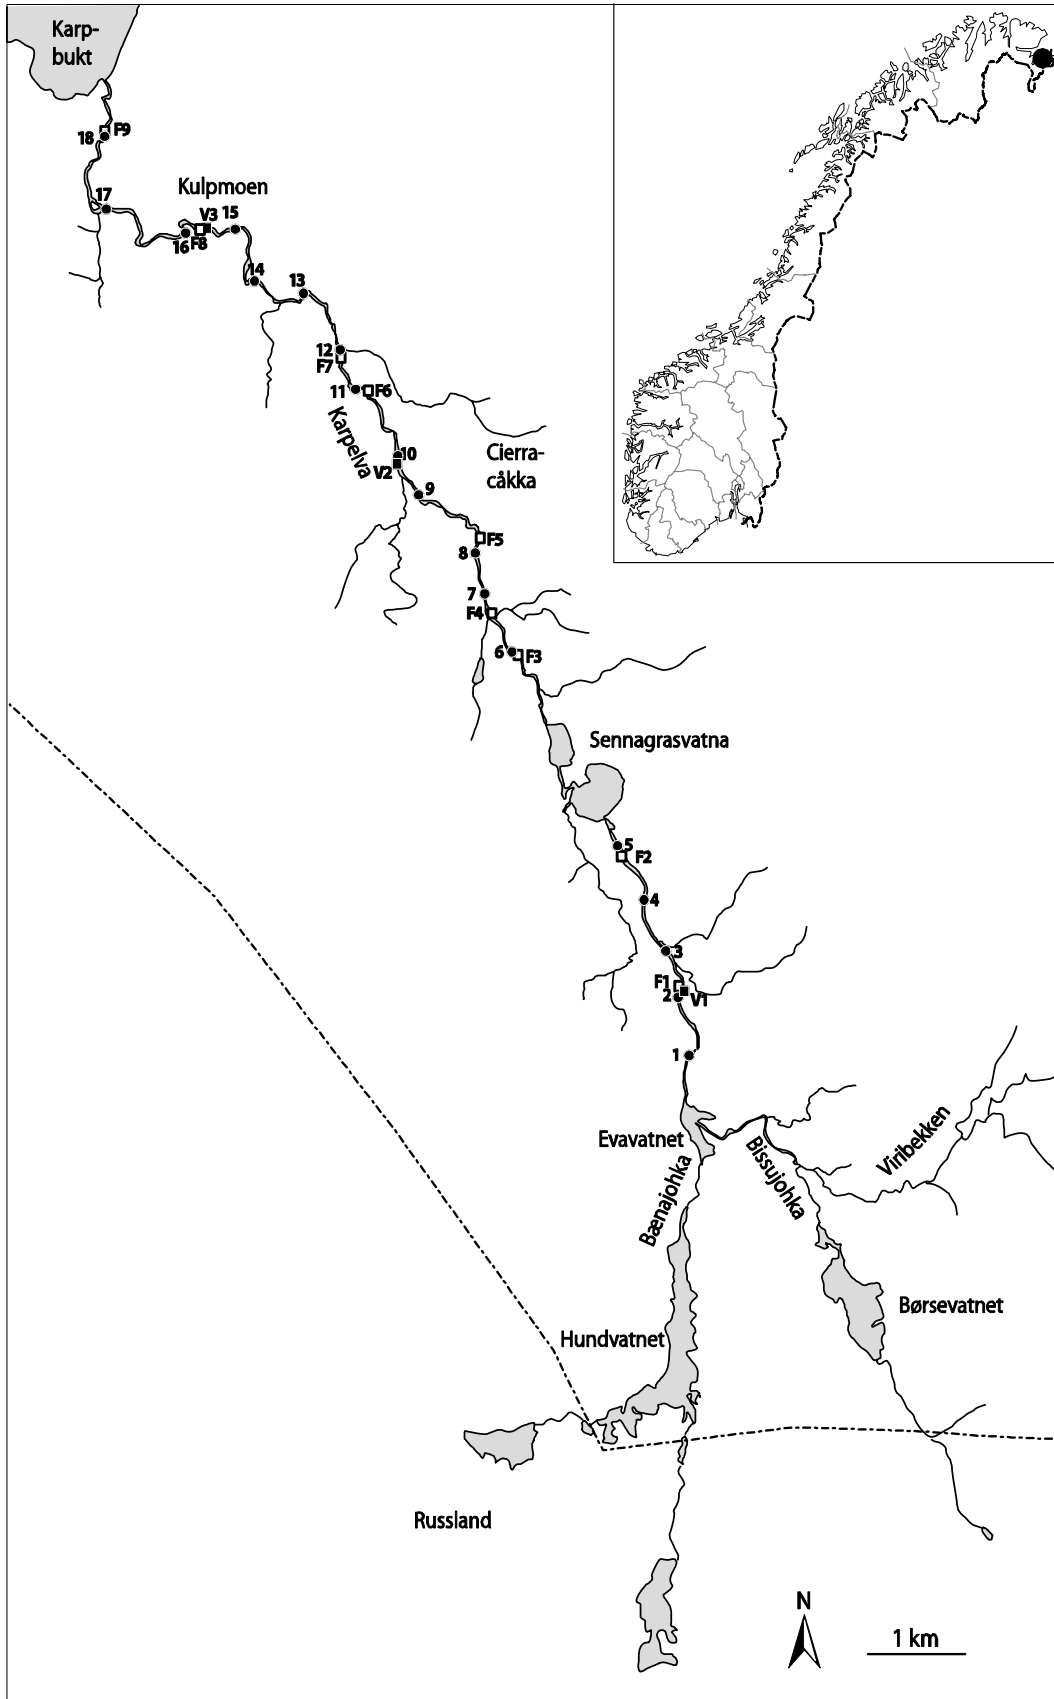 Karp-
bukt
F9
18
17
Kulpmoen
V3
15
16
F8
14
13
12
F7
11
F6
Karpelva
10
V2
Cierra-
cåkka
9
F5
8
7
F4
6
F3
Sennagrasvatna
5
F2
4
3
F1
2
V1
1
Evavatnet
Bænajohka
Bissujohka
Viribekken
Børsevatnet
Hundvatnet
Russland
N
1 km